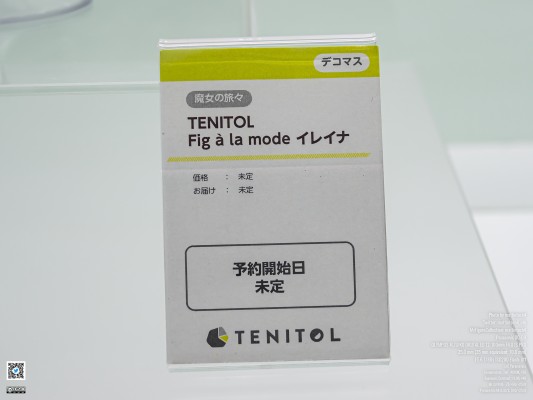 デコマス
魔女の旅々
TENITOL
Fig à la mode イレイナ
価格 : 未定
お届け : 未定
予約開始日
未定
TENITOL